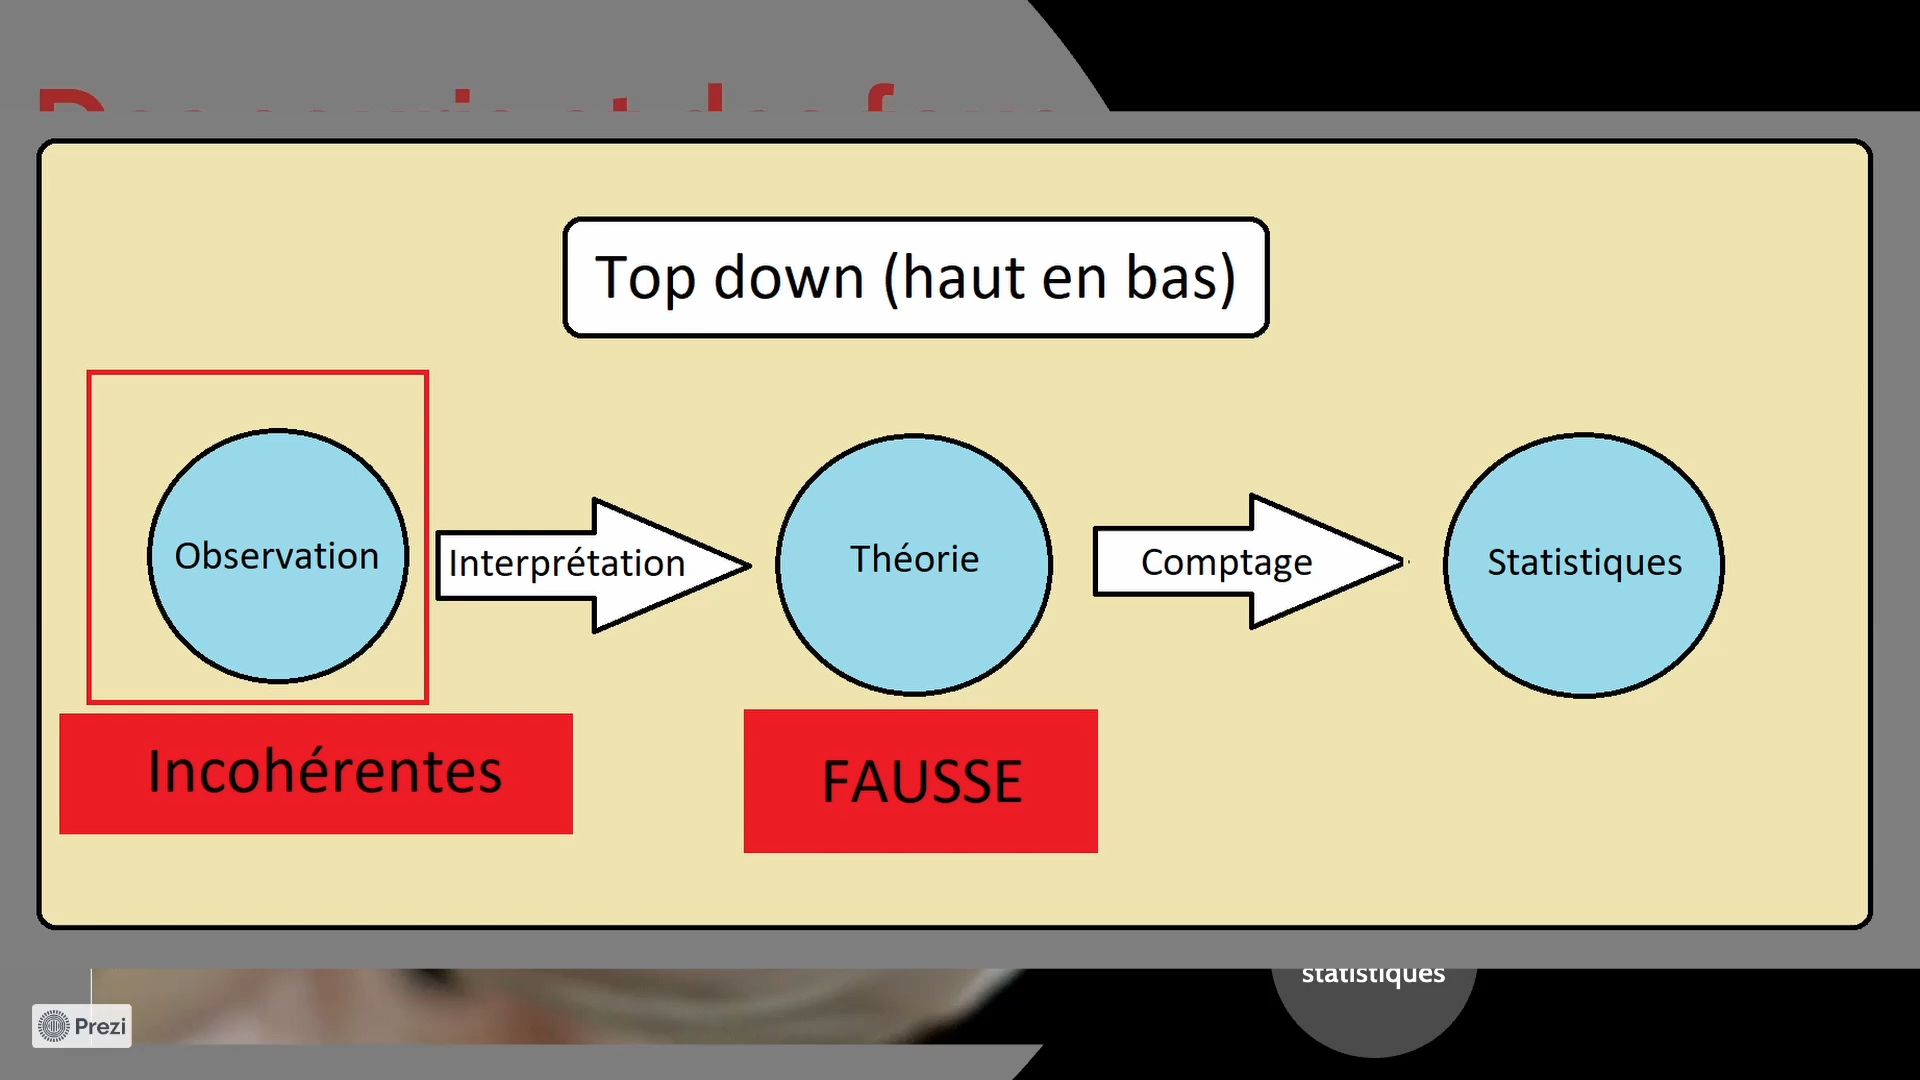 Top down (haut en bas)
Observation
Interprétation
Théorie
Comptage
Statistiques
Incohérentes
FAUSSE
statistiques
Prezi